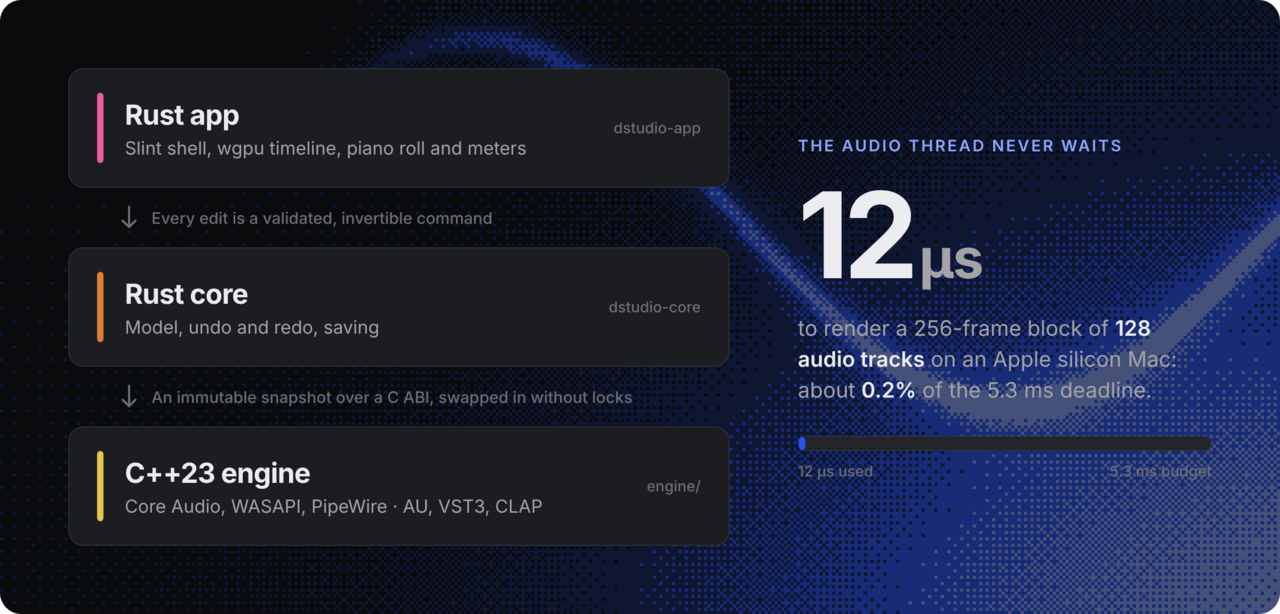 Rust app
Slint shell, wgpu timeline, piano roll and meters
dstudio-app
Every edit is a validated, invertible command
Rust core
Model, undo and redo, saving
dstudio-core
An immutable snapshot over a C ABI, swapped in without locks
C++23 engine
Core Audio, WASAPI, PipeWire · AU, VST3, CLAP
engine/
THE AUDIO THREAD NEVER WAITS
12 µs
to render a 256-frame block of 128
audio tracks on an Apple silicon Mac:
about 0.2% of the 5.3 ms deadline.
12 µs used
5.3 ms budget